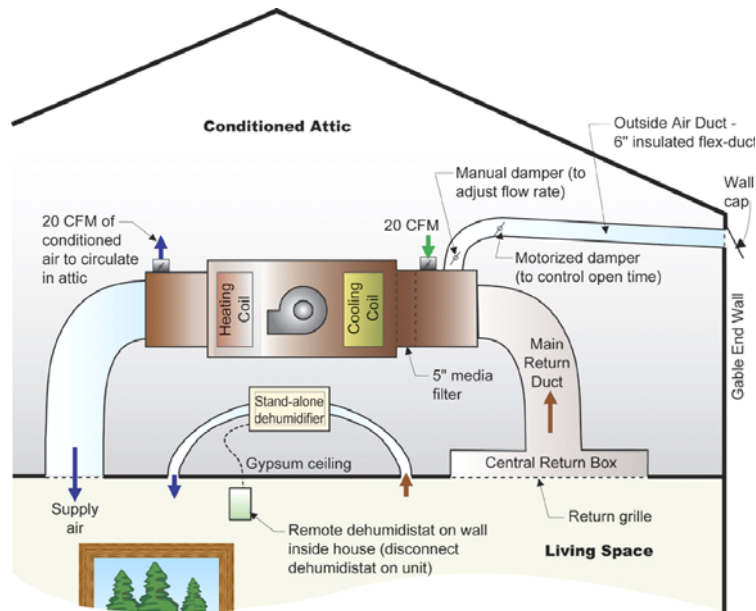 Conditioned Attic
Outside Air Duct -
6" insulated flex-duct
Manual damper (to
adjust flow rate)
Wall
cap
20 CFM of
conditioned
air to circulate
in attic
20 CFM
Motorized damper
(to control open time)
Heating
Coil
Cooling
Coil
Gable End Wall
5" media
filter
Main
Return
Duct
Stand-alone
dehumidifier
Gypsum ceiling
Central Return Box
Supply
air
Return grille
Remote dehumidistat on wall
inside house (disconnect
dehumidistat on unit)
Living Space